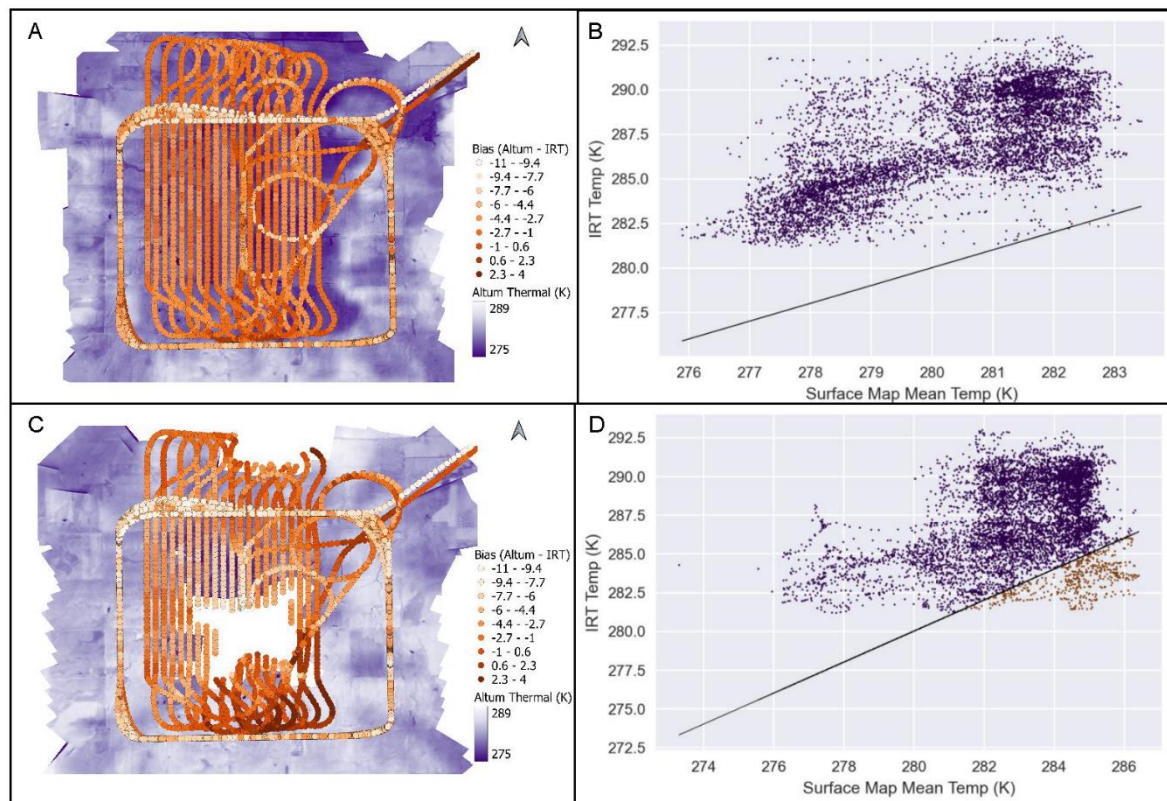 A
Bias (Altum - IRT)
-11 - -9.4
-9.4 - -7.7
-7.7 - -6
-6 - -4.4
-4.4 - -2.7
-2.7 - -1
-1 - 0.6
0.6 - 2.3
2.3 - 4
Altum Thermal (K)
289
275
B
292.5
290.0
287.5
285.0
282.5
280.0
277.5
IRT Temp (K)
276 277 278 279 280 281 282 283
Surface Map Mean Temp (K)
C
Bias (Altum - IRT)
-11 - -9.4
-9.4 - -7.7
-7.7 - -6
-6 - -4.4
-4.4 - -2.7
-2.7 - -1
-1 - 0.6
0.6 - 2.3
2.3 - 4
Altum Thermal (K)
289
275
D
292.5
290.0
287.5
285.0
282.5
280.0
277.5
275.0
272.5
IRT Temp (K)
274 276 278 280 282 284 286
Surface Map Mean Temp (K)